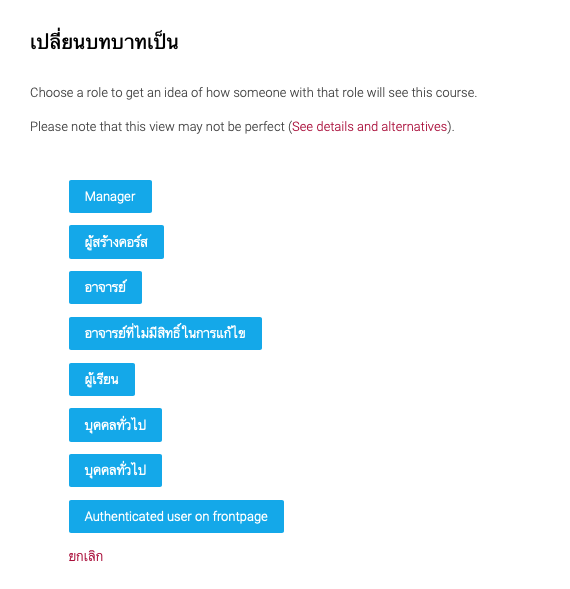 เปลี่ยนบทบาทเป็น
Choose a role to get an idea of how someone with that role will see this course.
Please note that this view may not be perfect (See details and alternatives).
Manager
ผู้สร้างคอร์ส
อาจารย์
อาจารย์ที่ไม่มีสิทธิ์ในการแก้ไข
ผู้เรียน
บุคคลทั่วไป
บุคคลทั่วไป
Authenticated user on frontpage
ยกเลิก